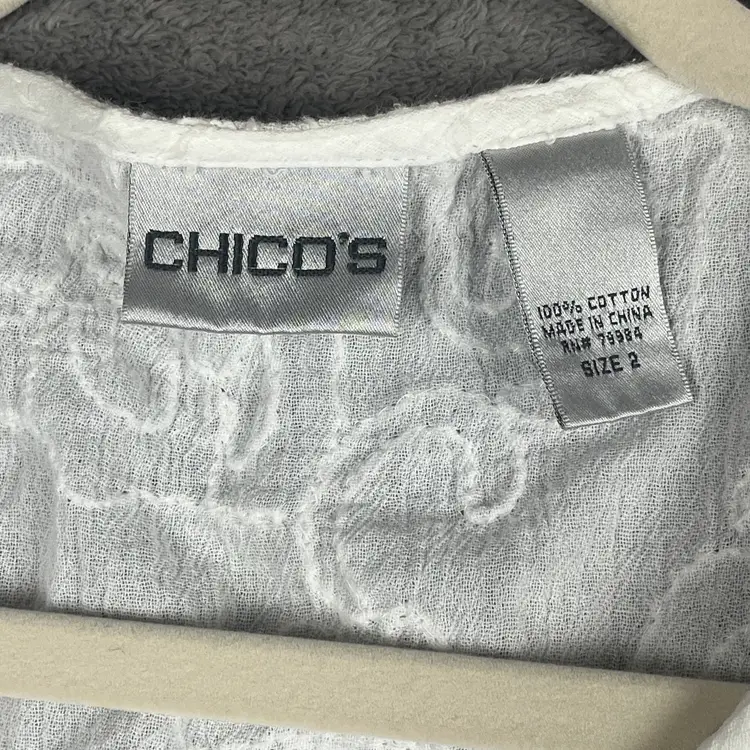 CHICO'S
100% COTTON
MADE IN CHINA
RN# 79984
SIZE 2